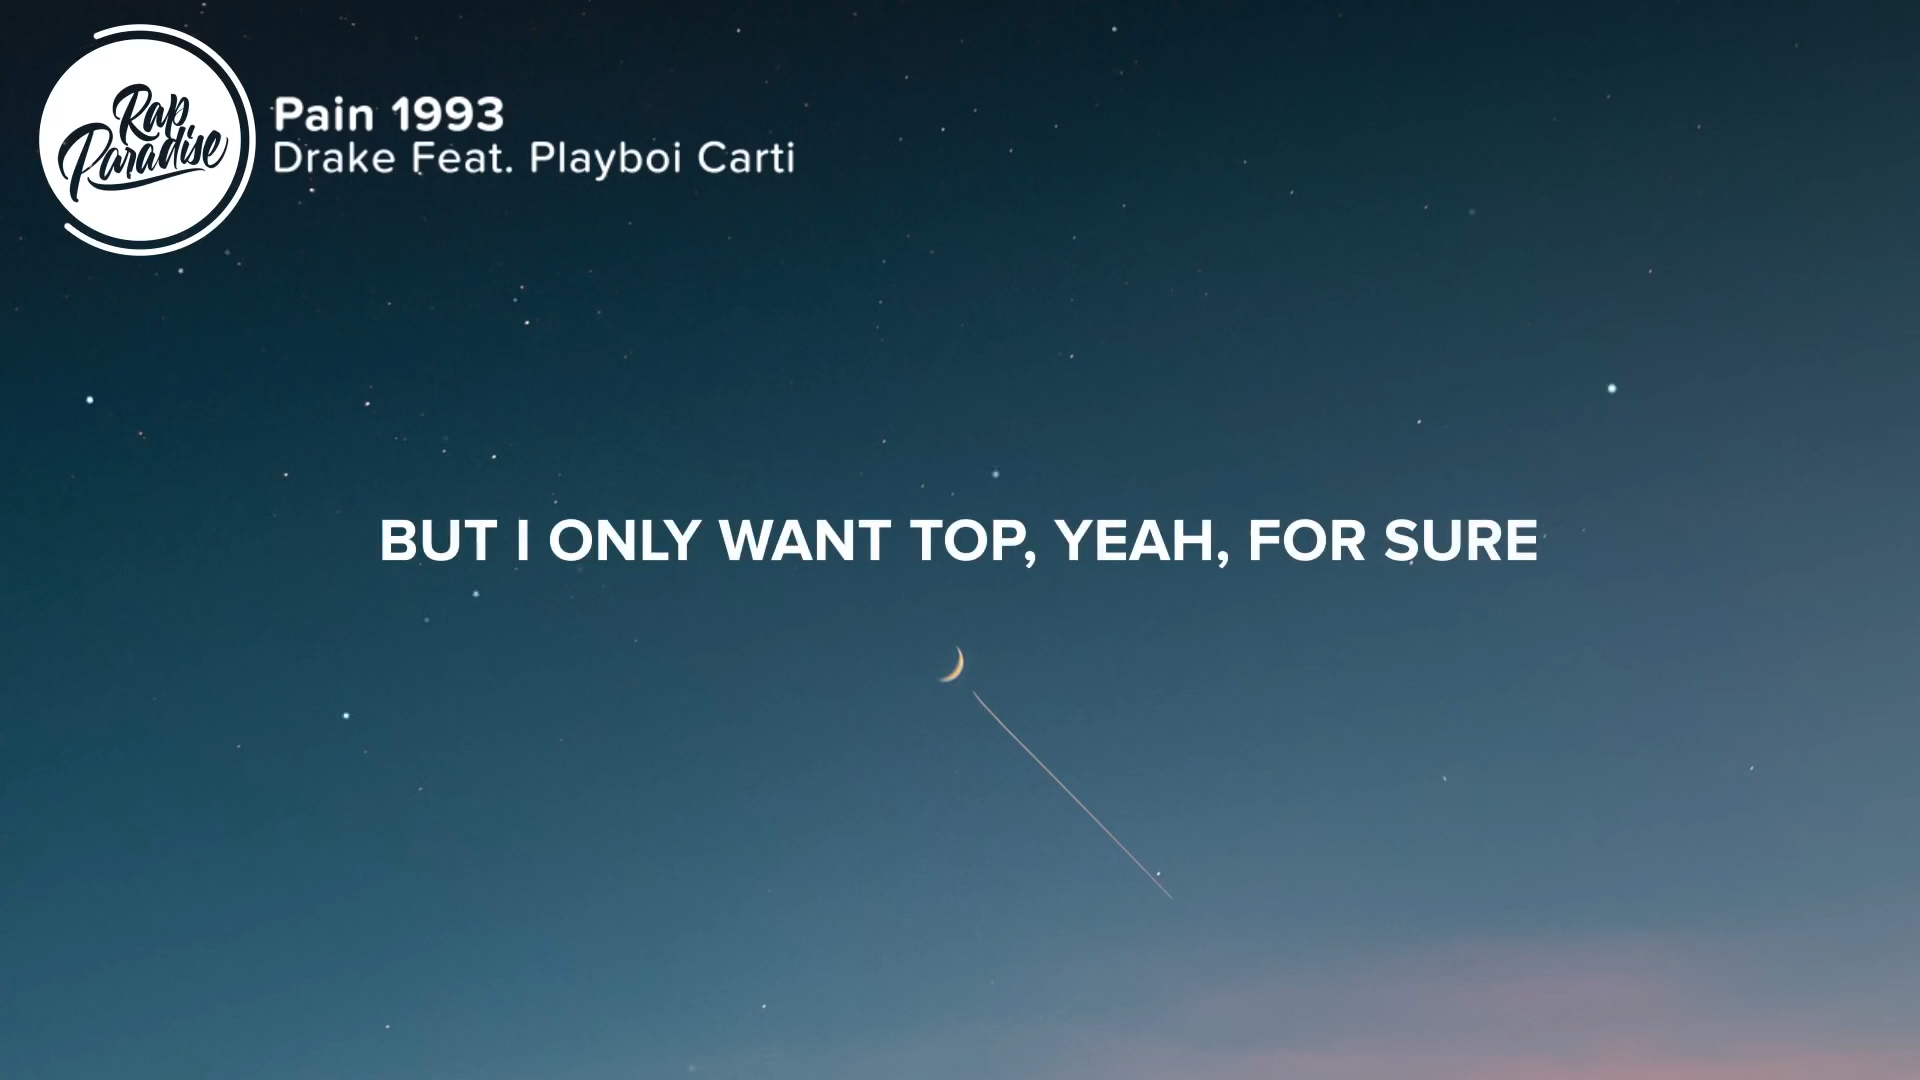 Rap
Paradise
Pain 1993
Drake Feat. Playboi Carti
BUT I ONLY WANT TOP, YEAH, FOR SURE